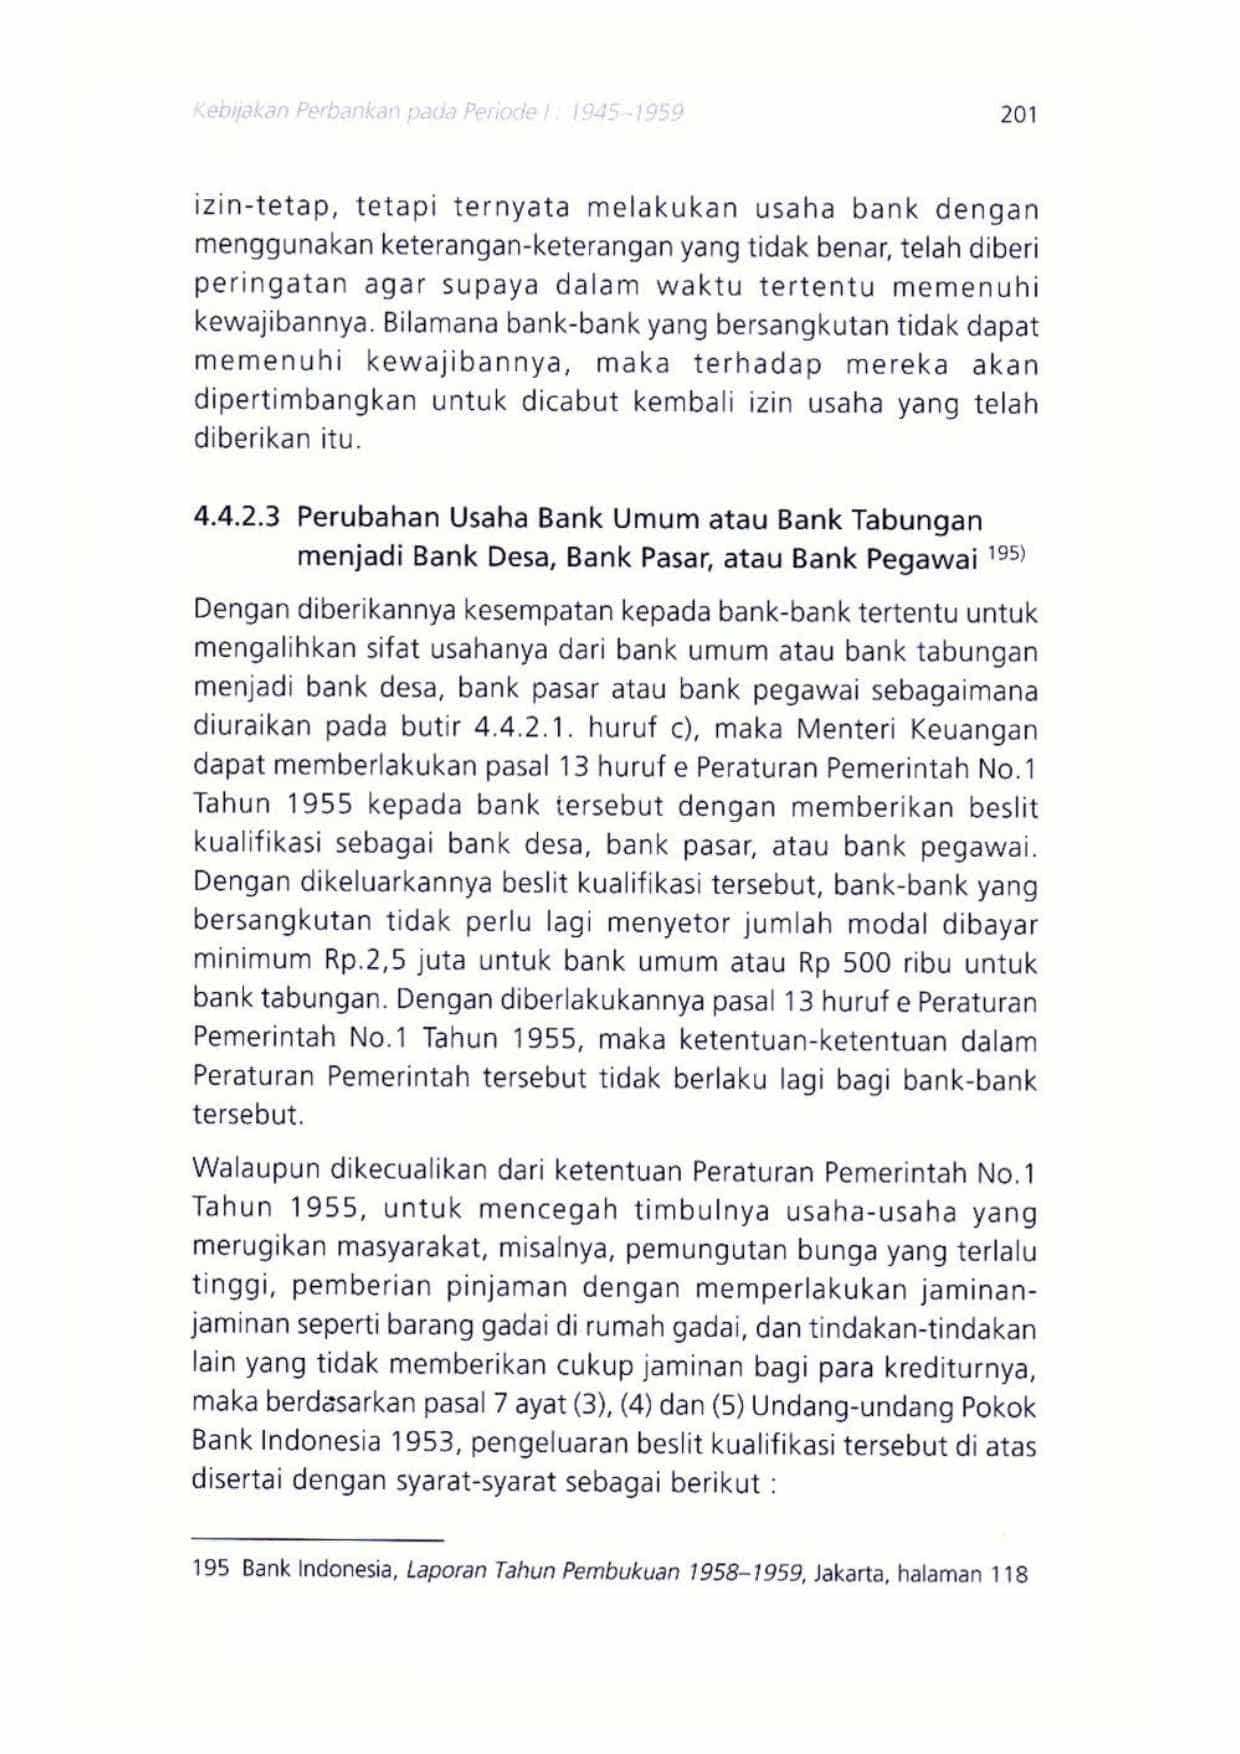 Kebijakan Perbankan pada Periode I : 1945–1959
201
izin-tetap, tetapi ternyata melakukan usaha bank dengan
menggunakan keterangan-keterangan yang tidak benar, telah diberi
peringatan agar supaya dalam waktu tertentu memenuhi
kewajibannya. Bilamana bank-bank yang bersangkutan tidak dapat
memenuhi kewajibannya, maka terhadap mereka akan
dipertimbangkan untuk dicabut kembali izin usaha yang telah
diberikan itu.
4.4.2.3 Perubahan Usaha Bank Umum atau Bank Tabungan
menjadi Bank Desa, Bank Pasar, atau Bank Pegawai 195)
Dengan diberikannya kesempatan kepada bank-bank tertentu untuk
mengalihkan sifat usahanya dari bank umum atau bank tabungan
menjadi bank desa, bank pasar atau bank pegawai sebagaimana
diuraikan pada butir 4.4.2.1. huruf c), maka Menteri Keuangan
dapat memberlakukan pasal 13 huruf e Peraturan Pemerintah No.1
Tahun 1955 kepada bank tersebut dengan memberikan beslit
kualifikasi sebagai bank desa, bank pasar, atau bank pegawai.
Dengan dikeluarkannya beslit kualifikasi tersebut, bank-bank yang
bersangkutan tidak perlu lagi menyetor jumlah modal dibayar
minimum Rp.2,5 juta untuk bank umum atau Rp 500 ribu untuk
bank tabungan. Dengan diberlakukannya pasal 13 huruf e Peraturan
Pemerintah No.1 Tahun 1955, maka ketentuan-ketentuan dalam
Peraturan Pemerintah tersebut tidak berlaku lagi bagi bank-bank
tersebut.
Walaupun dikecualikan dari ketentuan Peraturan Pemerintah No.1
Tahun 1955, untuk mencegah timbulnya usaha-usaha yang
merugikan masyarakat, misalnya, pemungutan bunga yang terlalu
tinggi, pemberian pinjaman dengan memperlakukan jaminan-
jaminan seperti barang gadai di rumah gadai, dan tindakan-tindakan
lain yang tidak memberikan cukup jaminan bagi para krediturnya,
maka berdasarkan pasal 7 ayat (3), (4) dan (5) Undang-undang Pokok
Bank Indonesia 1953, pengeluaran beslit kualifikasi tersebut di atas
disertai dengan syarat-syarat sebagai berikut :
195 Bank Indonesia, Laporan Tahun Pembukuan 1958–1959, Jakarta, halaman 118